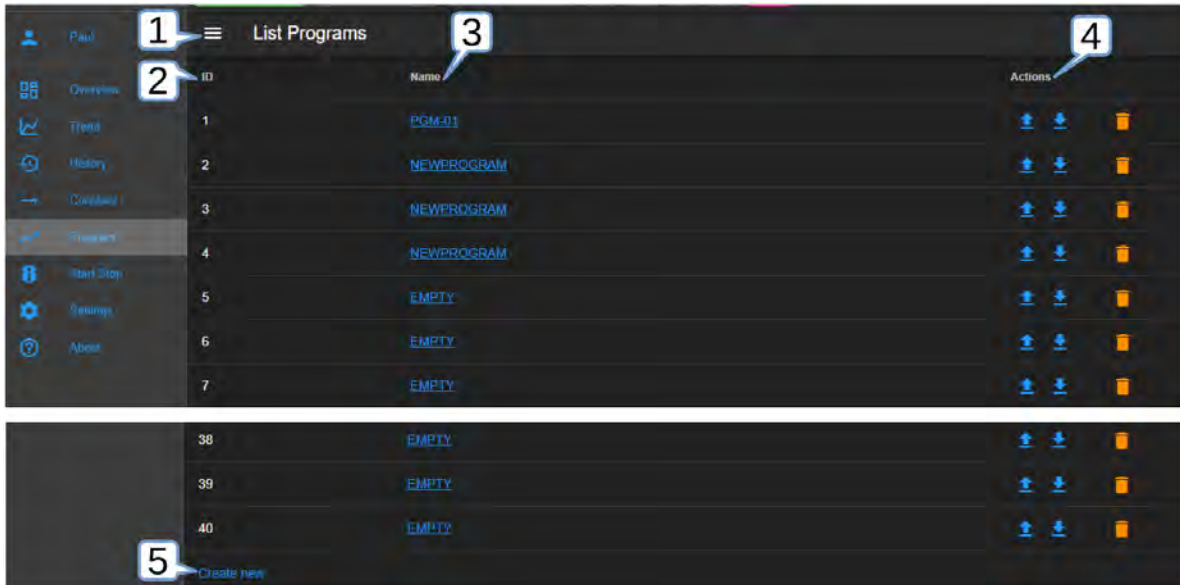 Paul 1 List Programs 3 4
2 ID Name Actions
Overview
1 PGM-01
Trend
2 NEWPROGRAM
History
3 NEWPROGRAM
Constant
Program
4 NEWPROGRAM
Start Stop
5 EMPTY
Settings
6 EMPTY
About
7 EMPTY
38 EMPTY
39 EMPTY
40 EMPTY
5 Create new